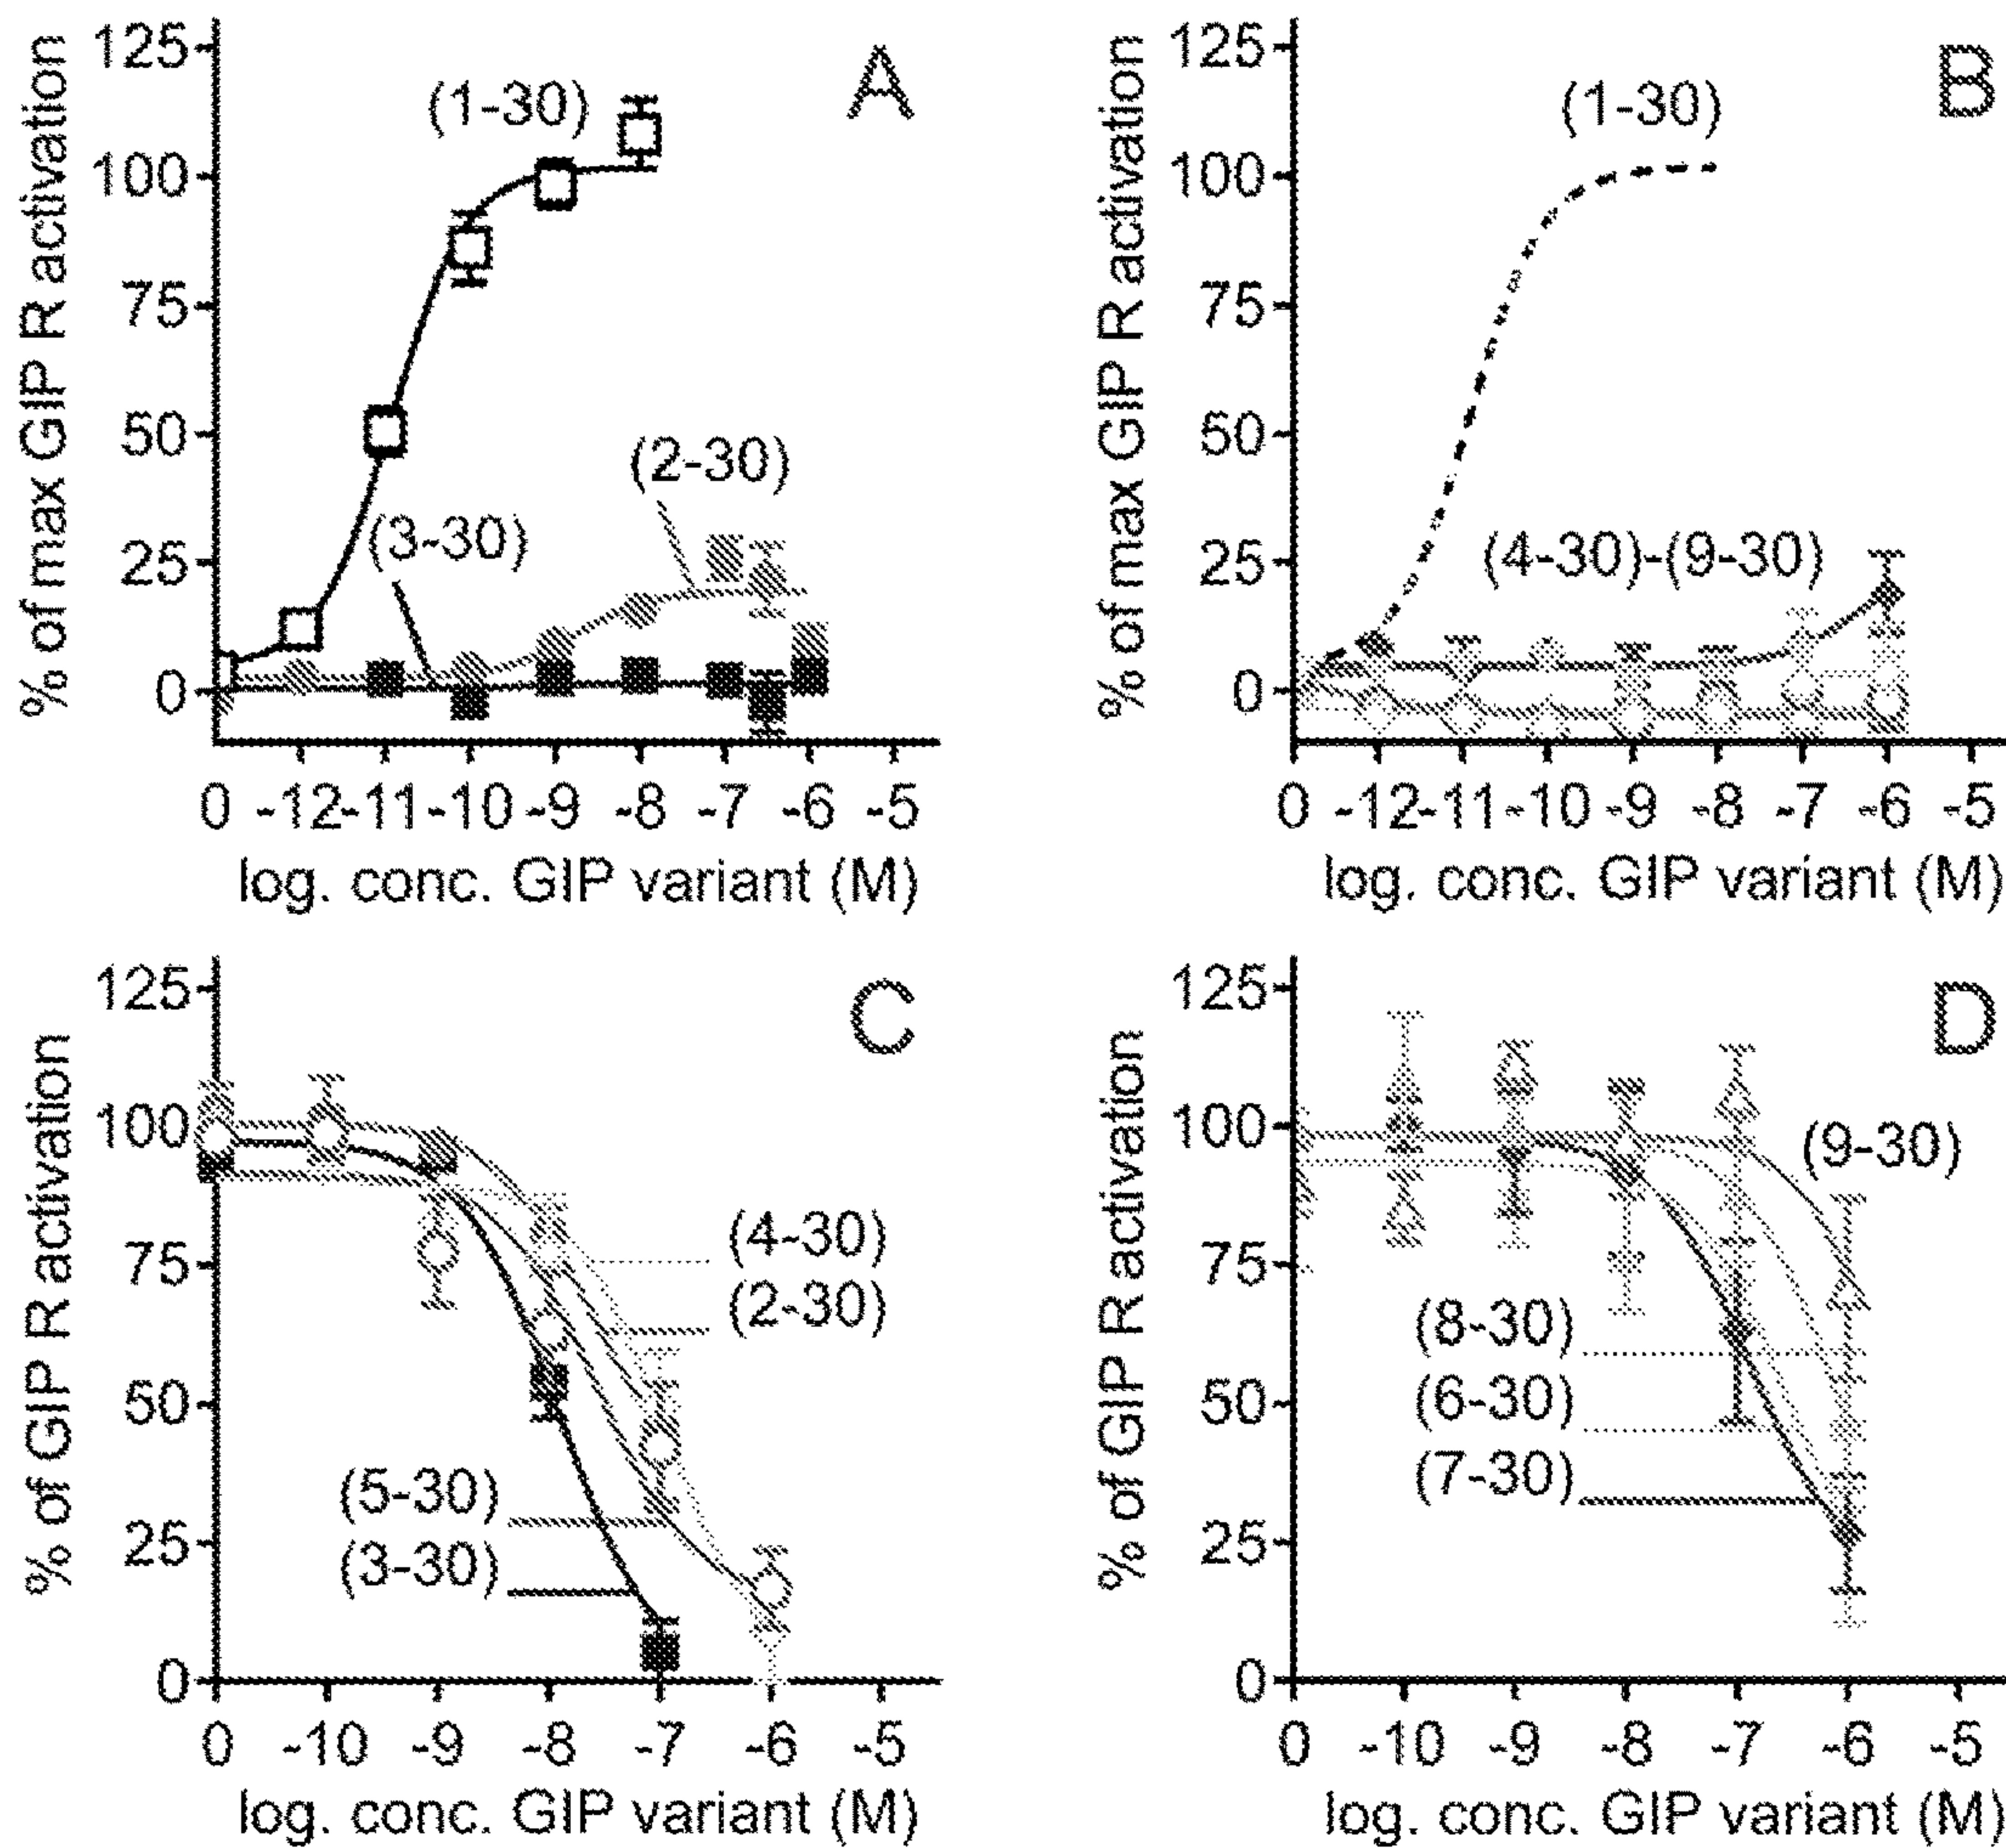 A
% of max GIP R activation
125
100
75
50
25
0
(1-30)
(2-30)
(3-30)
0 -12 -11 -10 -9 -8 -7 -6 -5
log. conc. GIP variant (M)
B
% of max GIP R activation
125
100
75
50
25
0
(1-30)
(4-30)-(9-30)
0 -12 -11 -10 -9 -8 -7 -6 -5
log. conc. GIP variant (M)
C
% of GIP R activation
125
100
75
50
25
0
(4-30)
(2-30)
(5-30)
(3-30)
0 -10 -9 -8 -7 -6 -5
log. conc. GIP variant (M)
D
% of GIP R activation
125
100
75
50
25
0
(9-30)
(8-30)
(6-30)
(7-30)
0 -10 -9 -8 -7 -6 -5
log. conc. GIP variant (M)